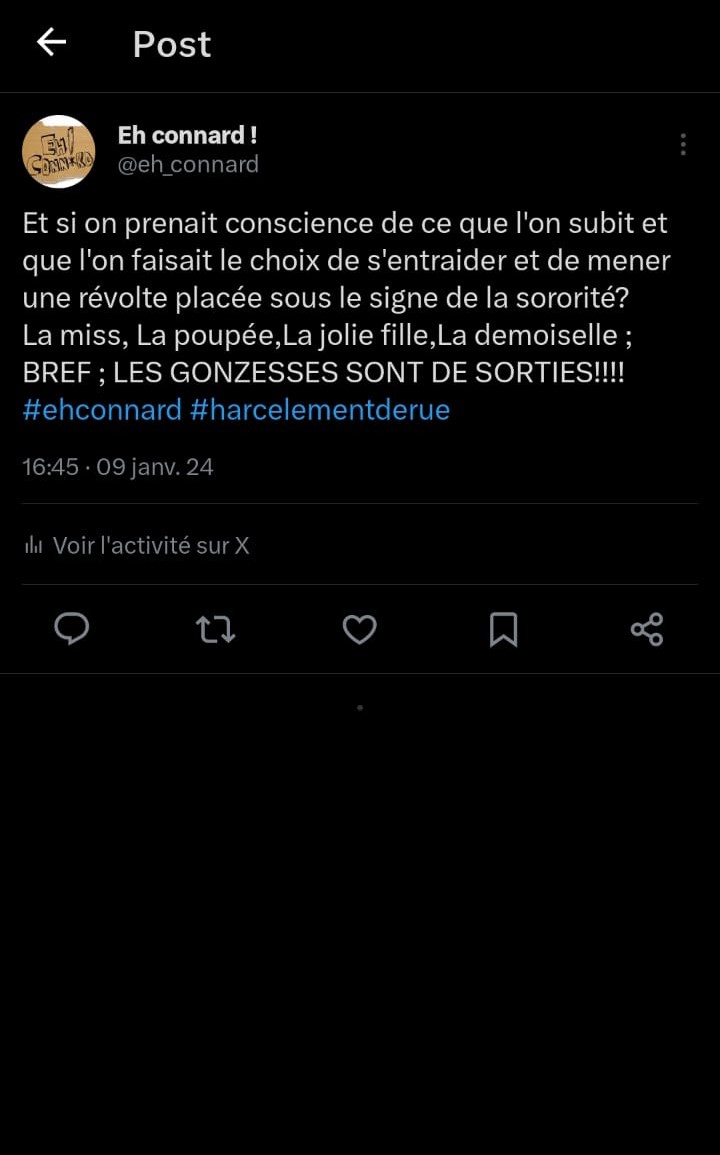 Post
EH!
CONN*RD
Eh connard !
@eh_connard
Et si on prenait conscience de ce que l'on subit et
que l'on faisait le choix de s'entraider et de mener
une révolte placée sous le signe de la sororité?
La miss, La poupée,La jolie fille,La demoiselle ;
BREF ; LES GONZESSES SONT DE SORTIES!!!!
#ehconnard #harcelementderue
16:45 · 09 janv. 24
Voir l'activité sur X